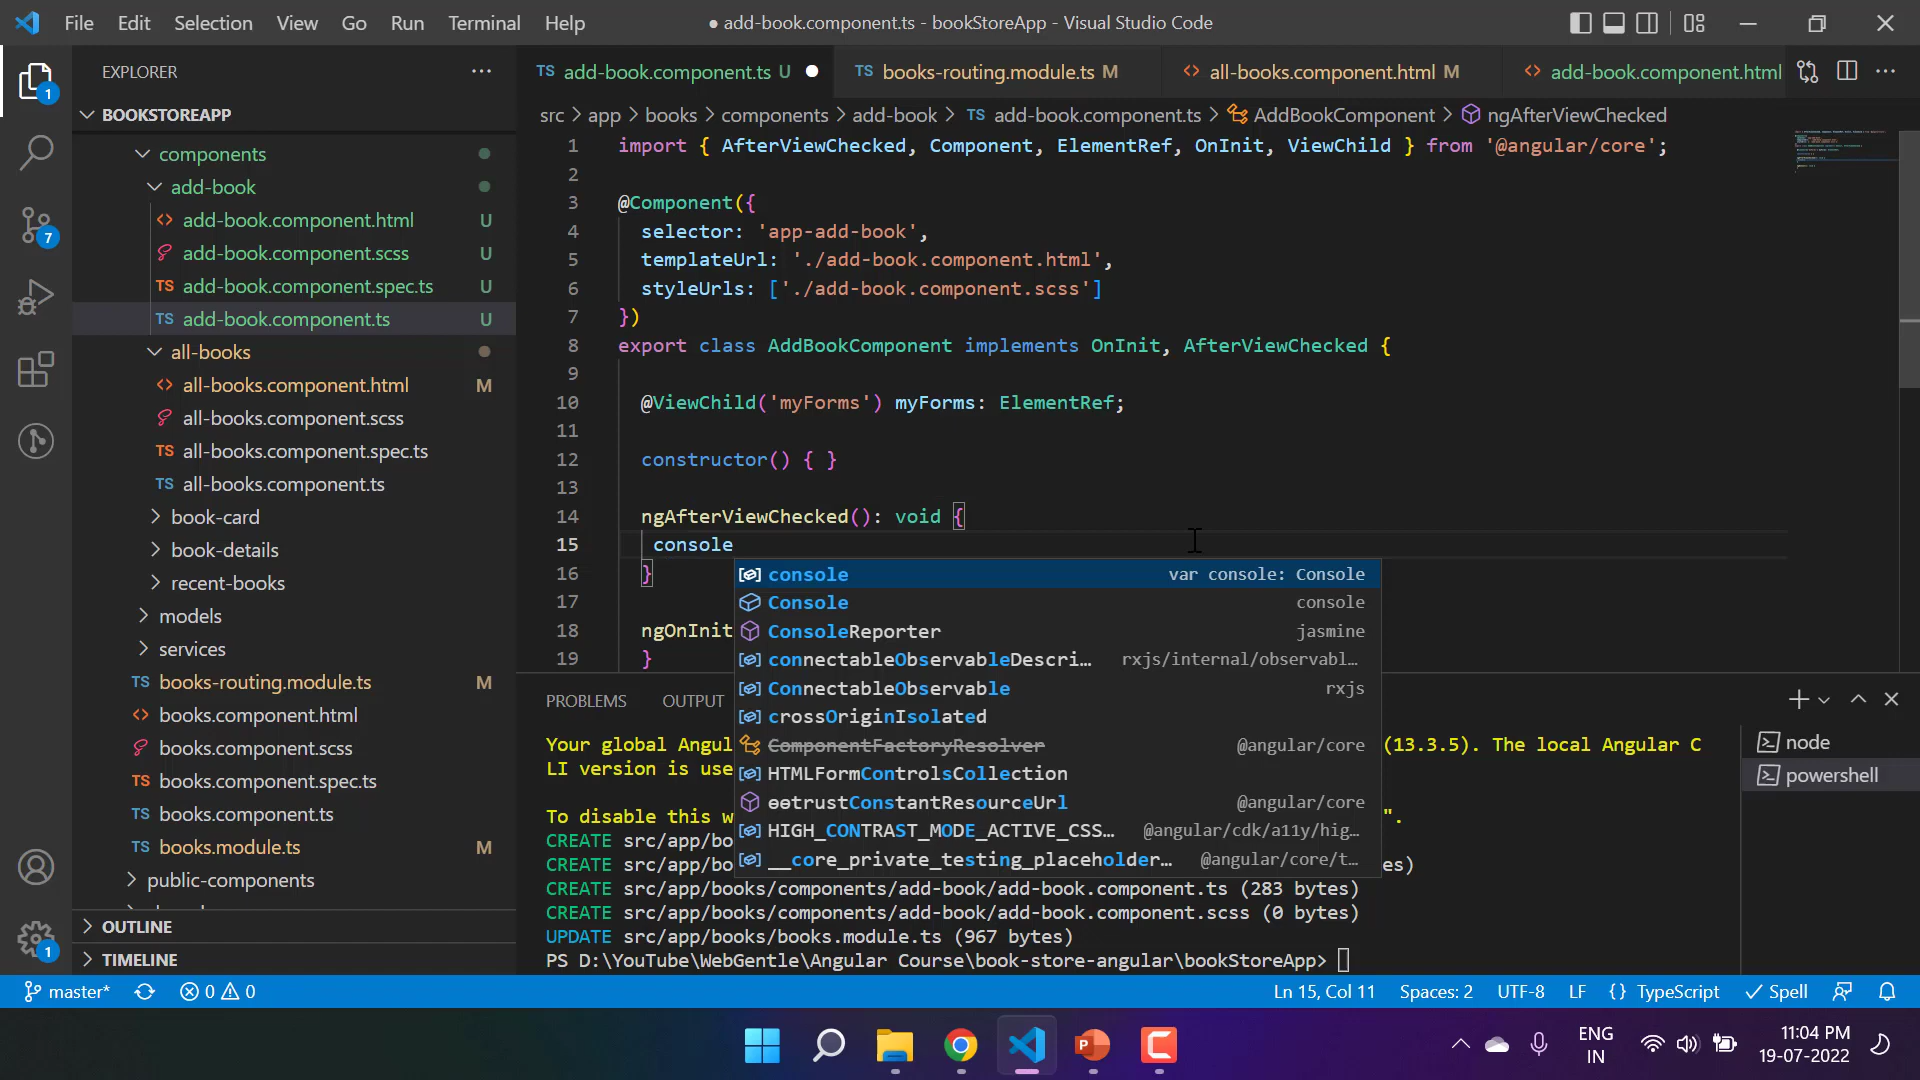 File Edit Selection View Go Run Terminal Help
● add-book.component.ts - bookStoreApp - Visual Studio Code
EXPLORER
BOOKSTOREAPP
components
add-book
add-book.component.html U
add-book.component.scss U
add-book.component.spec.ts U
add-book.component.ts U
all-books
all-books.component.html M
all-books.component.scss
all-books.component.spec.ts
all-books.component.ts
book-card
book-details
recent-books
models
services
books-routing.module.ts M
books.component.html
books.component.scss
books.component.spec.ts
books.component.ts
books.module.ts M
public-components
OUTLINE
TIMELINE
1
7
1
TS add-book.component.ts U
TS books-routing.module.ts M
all-books.component.html M
add-book.component.html
src > app > books > components > add-book > TS add-book.component.ts > AddBookComponent > ngAfterViewChecked
1 import { AfterViewChecked, Component, ElementRef, OnInit, ViewChild } from '@angular/core';
2
3 @Component({
4 selector: 'app-add-book',
5 templateUrl: './add-book.component.html',
6 styleUrls: ['./add-book.component.scss']
7 })
8 export class AddBookComponent implements OnInit, AfterViewChecked {
9
10 @ViewChild('myForms') myForms: ElementRef;
11
12 constructor() { }
13
14 ngAfterViewChecked(): void {
15 console
16 }
17
18 ngOnInit
19 }
console var console: Console
Console console
ConsoleReporter jasmine
connectableObservableDescri… rxjs/internal/observabl…
ConnectableObservable rxjs
crossOriginIsolated
ComponentFactoryResolver @angular/core
HTMLFormControlsCollection
ɵɵtrustConstantResourceUrl @angular/core
HIGH_CONTRAST_MODE_ACTIVE_CSS… @angular/cdk/a11y/hig…
__core_private_testing_placeholder… @angular/core/t…
PROBLEMS OUTPUT
Your global Angul (13.3.5). The local Angular C
LI version is use
To disable this w ".
CREATE src/app/bo
CREATE src/app/bo es)
CREATE src/app/books/components/add-book/add-book.component.ts (283 bytes)
CREATE src/app/books/components/add-book/add-book.component.scss (0 bytes)
UPDATE src/app/books/books.module.ts (967 bytes)
PS D:\YouTube\WebGentle\Angular Course\book-store-angular\bookStoreApp>
node
powershell
master* 0 0
Ln 15, Col 11 Spaces: 2 UTF-8 LF {} TypeScript Spell
ENG
IN
11:04 PM
19-07-2022